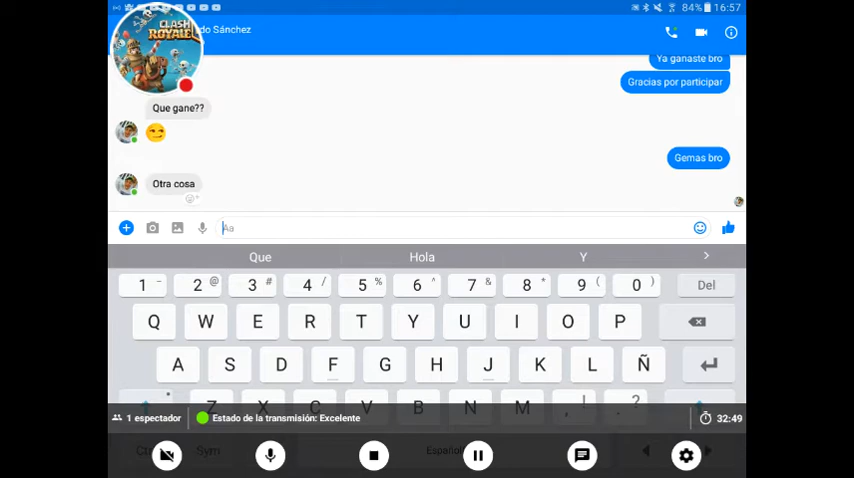 84% 16:57
CLASH
ROYALE
do Sánchez
Ya ganaste bro
Gracias por participar
Que gane??
Gemas bro
Otra cosa
Aa
Que Hola Y
1 - 2 @ 3 # 4 / 5 % 6 ^ 7 & 8 * 9 ( 0 ) Del
Q W E R T Y U I O P
A S D F G H J K L Ñ
Z X C V B N M , ! . ?
1 espectador Estado de la transmisión: Excelente 32:49
Sym Español